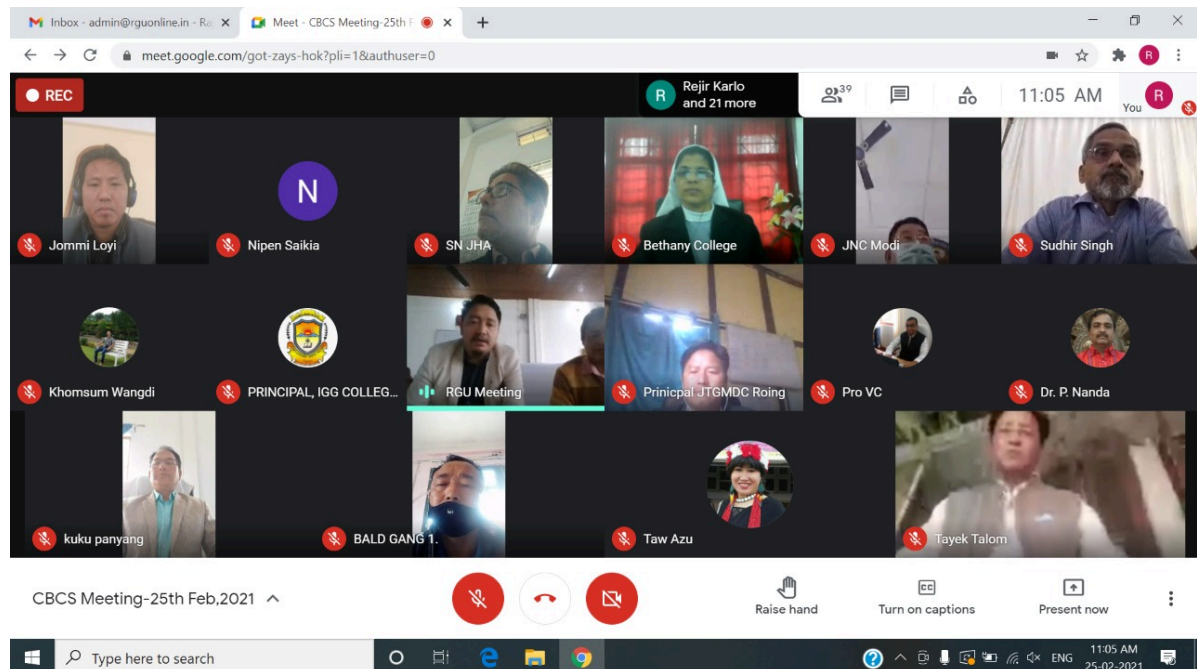 Inbox - admin@rguonline.in - Ra
Meet - CBCS Meeting-25th F
meet.google.com/got-zays-hok?pli=1&authuser=0
R
REC
R
Rejir Karlo
and 21 more
39
11:05 AM
You
R
Jommi Loyi
N
Nipen Saikia
SN JHA
Bethany College
JNC Modi
Sudhir Singh
Khomsum Wangdi
PRINCIPAL, IGG COLLEG...
RGU Meeting
Prinicpal JTGMDC Roing
Pro VC
Dr. P. Nanda
kuku panyang
BALD GANG 1.
Taw Azu
Tayek Talom
CBCS Meeting-25th Feb,2021
Raise hand
CC
Turn on captions
Present now
Type here to search
ENG
11:05 AM
25-02-2021